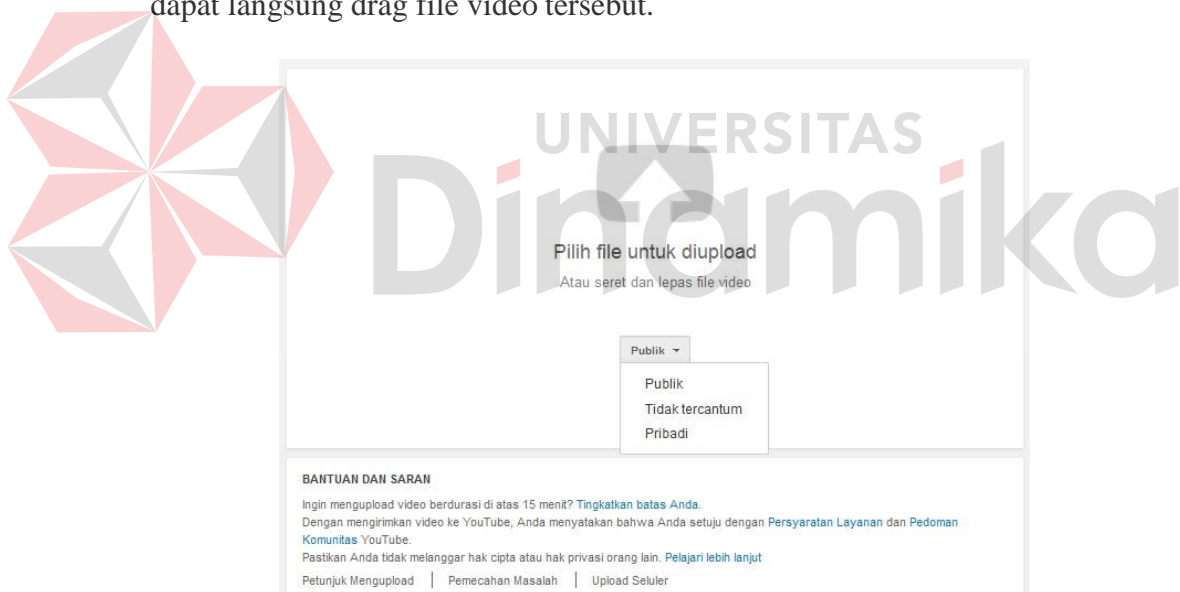 dapat langsung drag file video tersebut.
UNIVERSITAS
Dinamika
Pilih file untuk diupload
Atau seret dan lepas file video
Publik
Publik
Tidak tercantum
Pribadi
BANTUAN DAN SARAN
Ingin mengupload video berdurasi di atas 15 menit? Tingkatkan batas Anda.
Dengan mengirimkan video ke YouTube, Anda menyatakan bahwa Anda setuju dengan Persyaratan Layanan dan Pedoman
Komunitas YouTube.
Pastikan Anda tidak melanggar hak cipta atau hak privasi orang lain. Pelajari lebih lanjut
Petunjuk Mengupload | Pemecahan Masalah | Upload Seluler